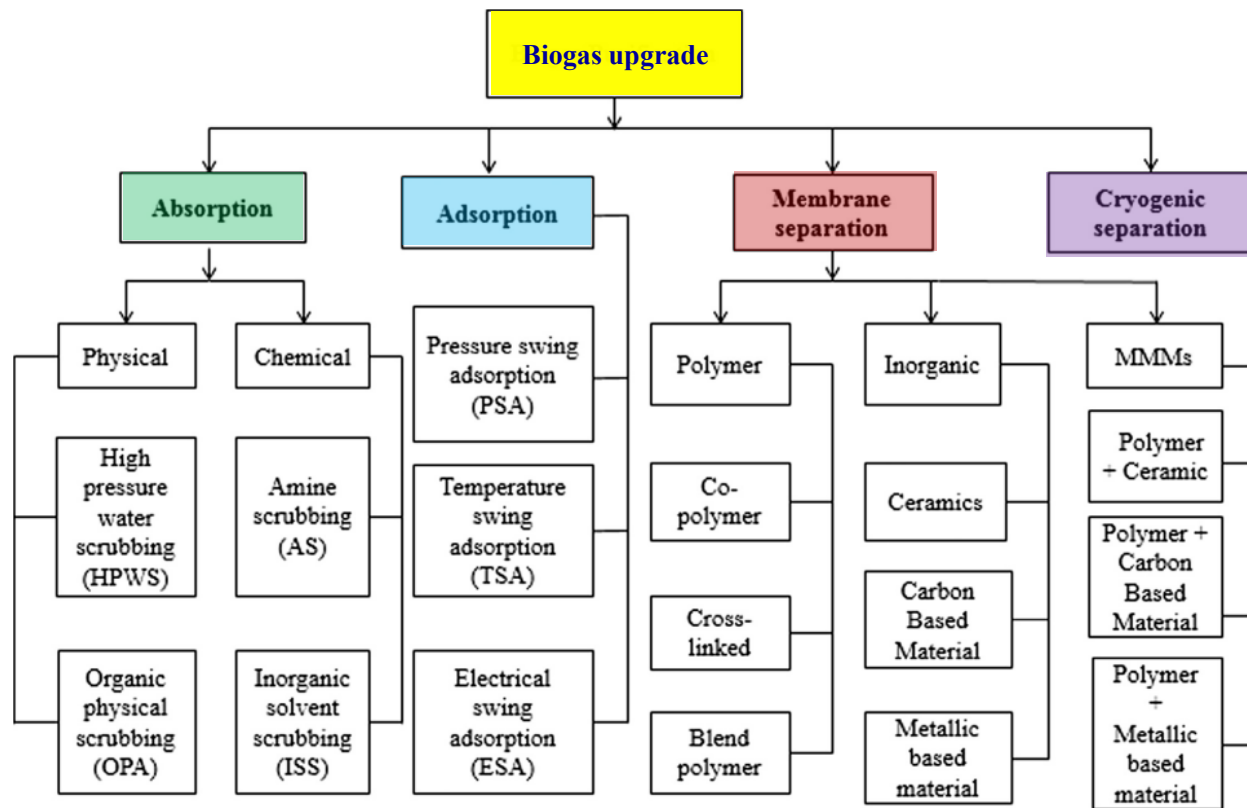 Biogas upgrade
Absorption
Adsorption
Membrane
separation
Cryogenic
separation
Physical
Chemical
Pressure swing
adsorption
(PSA)
Polymer
Inorganic
MMMs
High
pressure
water
scrubbing
(HPWS)
Amine
scrubbing
(AS)
Temperature
swing
adsorption
(TSA)
Co-
polymer
Ceramics
Polymer
+ Ceramic
Polymer +
Carbon
Based
Material
Cross-
linked
Carbon
Based
Material
Organic
physical
scrubbing
(OPA)
Inorganic
solvent
scrubbing
(ISS)
Electrical
swing
adsorption
(ESA)
Blend
polymer
Metallic
based
material
Polymer
+
Metallic
based
material